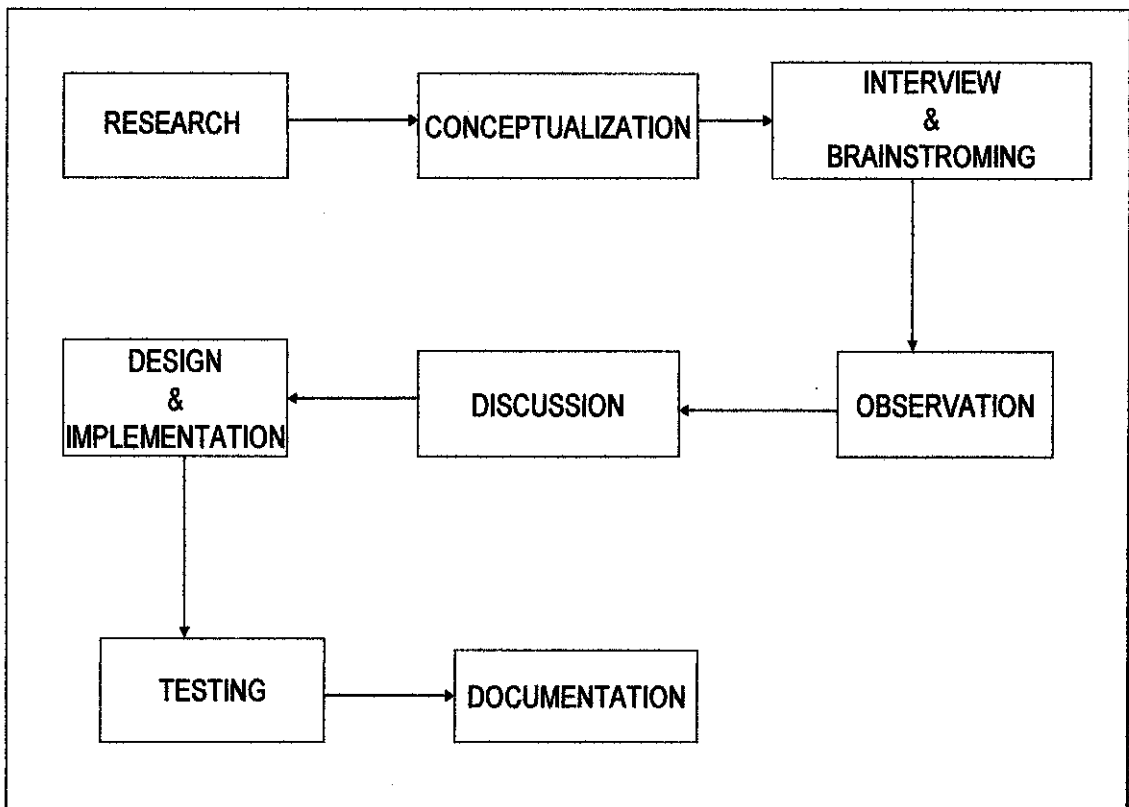 RESEARCH
CONCEPTUALIZATION
INTERVIEW
&
BRAINSTROMING
OBSERVATION
DISCUSSION
DESIGN
&
IMPLEMENTATION
TESTING
DOCUMENTATION